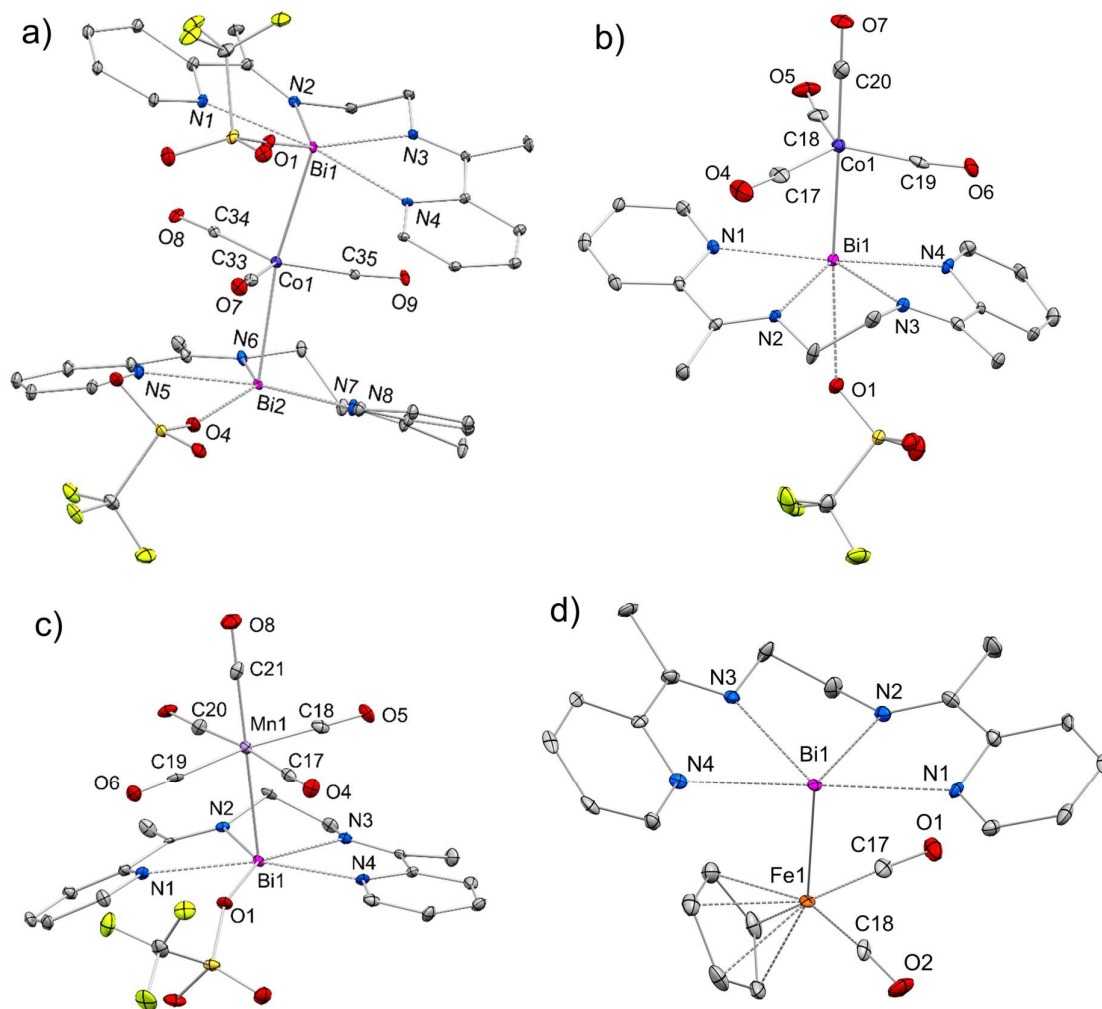 a)
N2
N1
O1
Bi1
N3
N4
C34
O8
C33
O7
Co1
C35
O9
N6
N5
Bi2
N7
N8
O4
b)
O7
O5
C20
C18
Co1
O4
C17
C19
O6
N1
Bi1
N4
N2
N3
O1
c)
O8
C21
C20
C18
Mn1
O5
C19
C17
O6
O4
N2
N3
N1
Bi1
N4
O1
d)
N3
N2
Bi1
N4
N1
O1
C17
Fe1
C18
O2